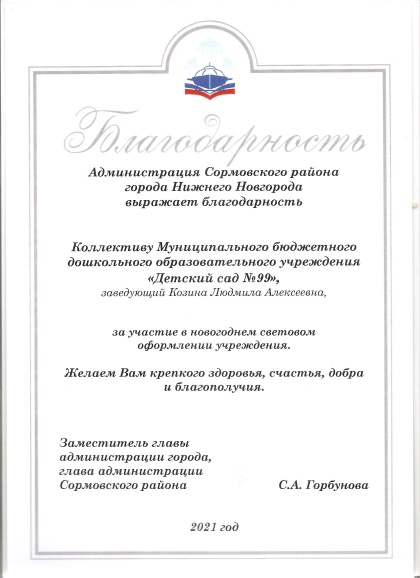 Благодарность
Администрация Сормовского района
города Нижнего Новгорода
выражает благодарность
Коллективу Муниципального бюджетного
дошкольного образовательного учреждения
«Детский сад №99»,
заведующий Козина Людмила Алексеевна,
за участие в новогоднем световом
оформлении учреждения.
Желаем Вам крепкого здоровья, счастья, добра
и благополучия.
Заместитель главы
администрации города,
глава администрации
Сормовского района С.А. Горбунова
2021 год